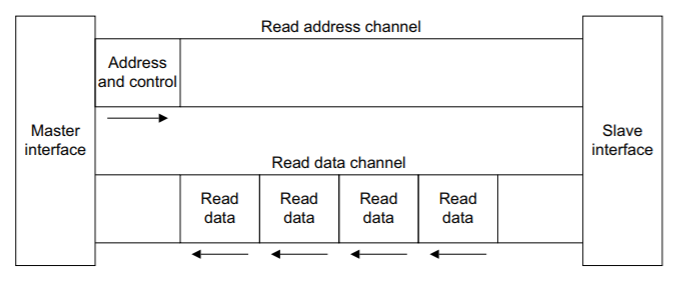 Read address channel
Address
and control
Master
interface
Slave
interface
Read data channel
Read
data
Read
data
Read
data
Read
data